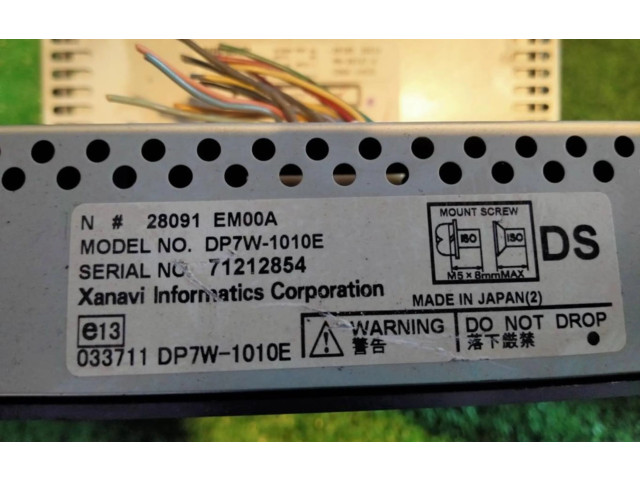 N # 28091 EM00A
MODEL NO. DP7W-1010E
SERIAL NO. 71212854
Xanavi Informatics Corporation
MOUNT SCREW
ISO ISO
M5×8mmMAX
DS
MADE IN JAPAN(2)
e13
033711 DP7W-1010E
WARNING
警告
DO NOT DROP
落下厳禁